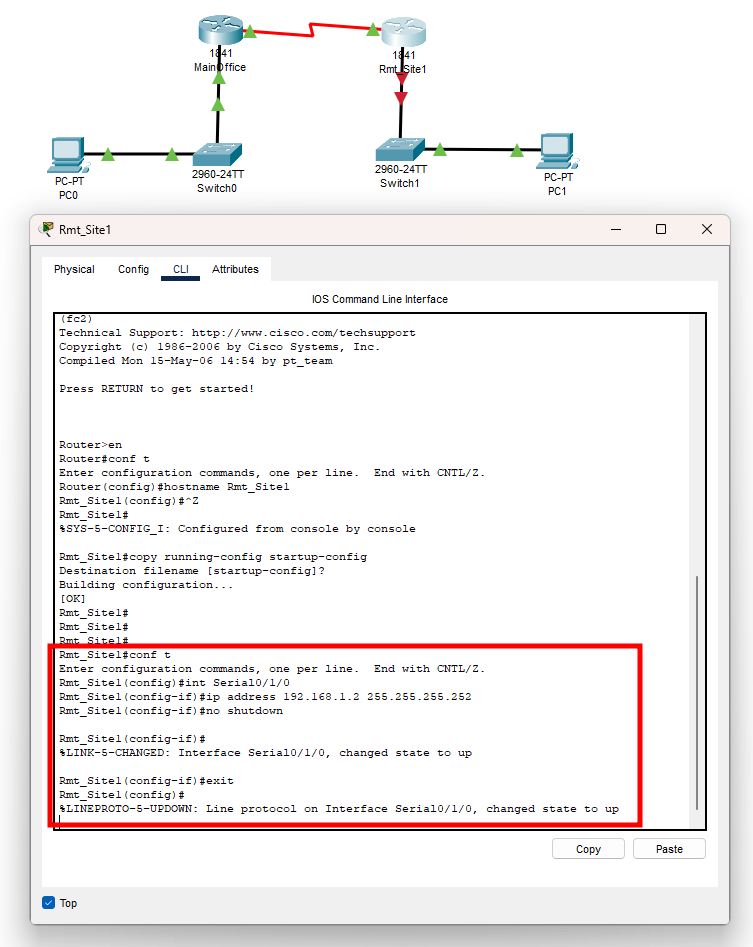 1841
MainOffice
1841
Rmt_Site1
PC-PT
PC0
2960-24TT
Switch0
2960-24TT
Switch1
PC-PT
PC1
Rmt_Site1
Physical Config CLI Attributes
IOS Command Line Interface
(fc2)
Technical Support: http://www.cisco.com/techsupport
Copyright (c) 1986-2006 by Cisco Systems, Inc.
Compiled Mon 15-May-06 14:54 by pt_team
Press RETURN to get started!
Router>en
Router#conf t
Enter configuration commands, one per line.  End with CNTL/Z.
Router(config)#hostname Rmt_Site1
Rmt_Site1(config)#^Z
Rmt_Site1#
%SYS-5-CONFIG_I: Configured from console by console
Rmt_Site1#copy running-config startup-config
Destination filename [startup-config]?
Building configuration...
[OK]
Rmt_Site1#
Rmt_Site1#
Rmt_Site1#
Rmt_Site1#conf t
Enter configuration commands, one per line.  End with CNTL/Z.
Rmt_Site1(config)#int Serial0/1/0
Rmt_Site1(config-if)#ip address 192.168.1.2 255.255.255.252
Rmt_Site1(config-if)#no shutdown
Rmt_Site1(config-if)#
%LINK-5-CHANGED: Interface Serial0/1/0, changed state to up
Rmt_Site1(config-if)#exit
Rmt_Site1(config)#
%LINEPROTO-5-UPDOWN: Line protocol on Interface Serial0/1/0, changed state to up
Copy Paste
Top